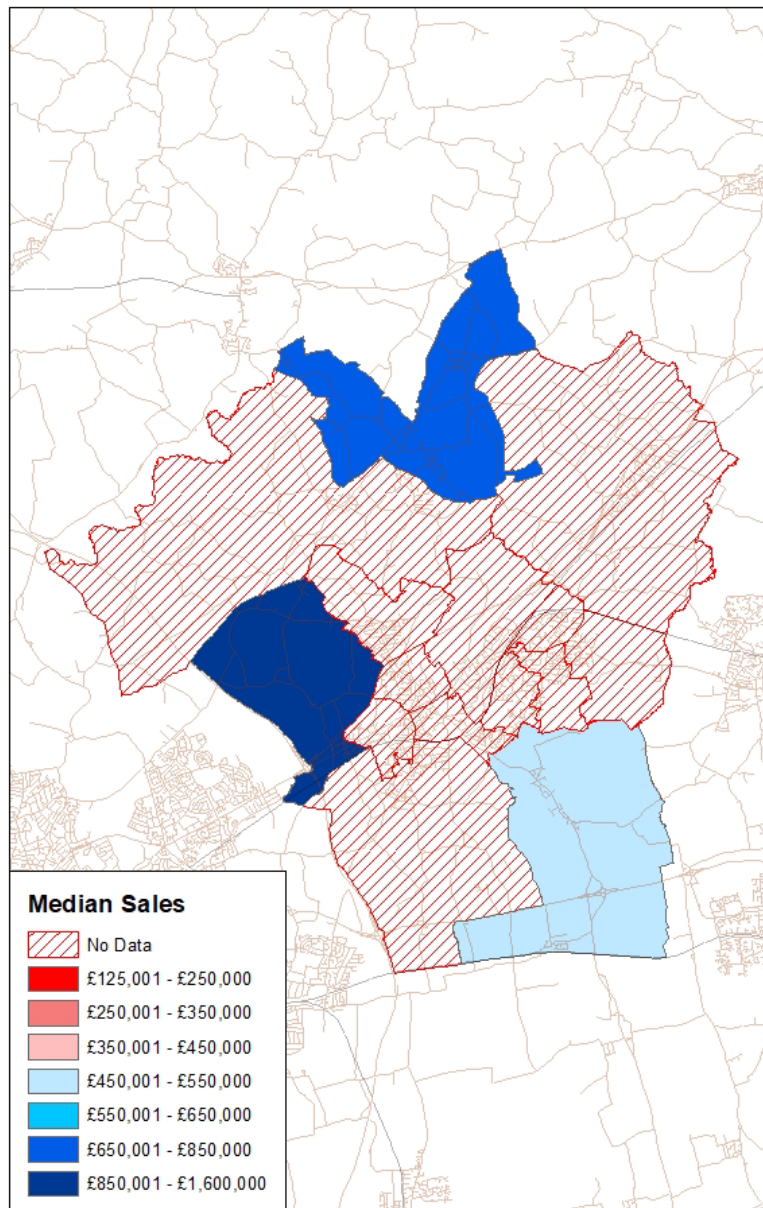 Median Sales
No Data
£125,001 - £250,000
£250,001 - £350,000
£350,001 - £450,000
£450,001 - £550,000
£550,001 - £650,000
£650,001 - £850,000
£850,001 - £1,600,000